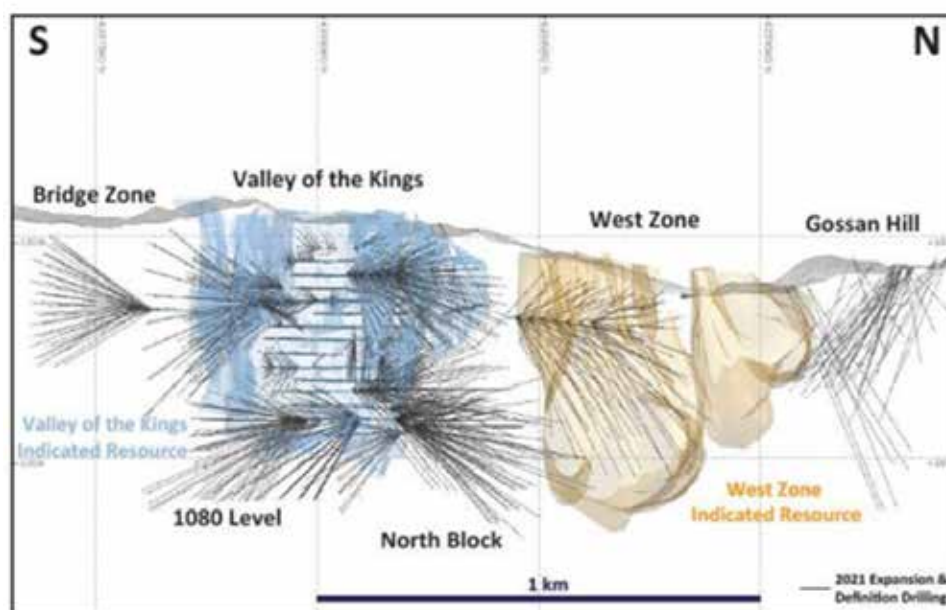 S
N
Valley of the Kings
Bridge Zone
West Zone
Gossan Hill
Valley of the Kings
Indicated Resource
West Zone
Indicated Resource
1080 Level
North Block
1 km
2021 Expansion &
Definition Drilling